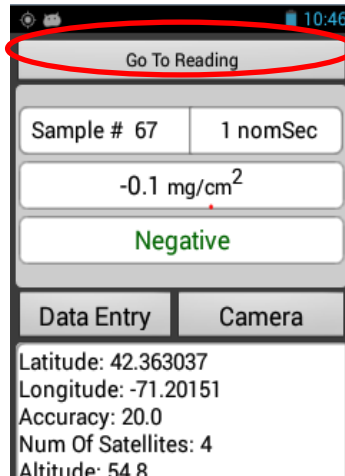 10:46
Go To Reading
Sample # 67 1 nomSec
-0.1 mg/cm²
Negative
Data Entry Camera
Latitude: 42.363037
Longitude: -71.20151
Accuracy: 20.0
Num Of Satellites: 4
Altitude: 54.8